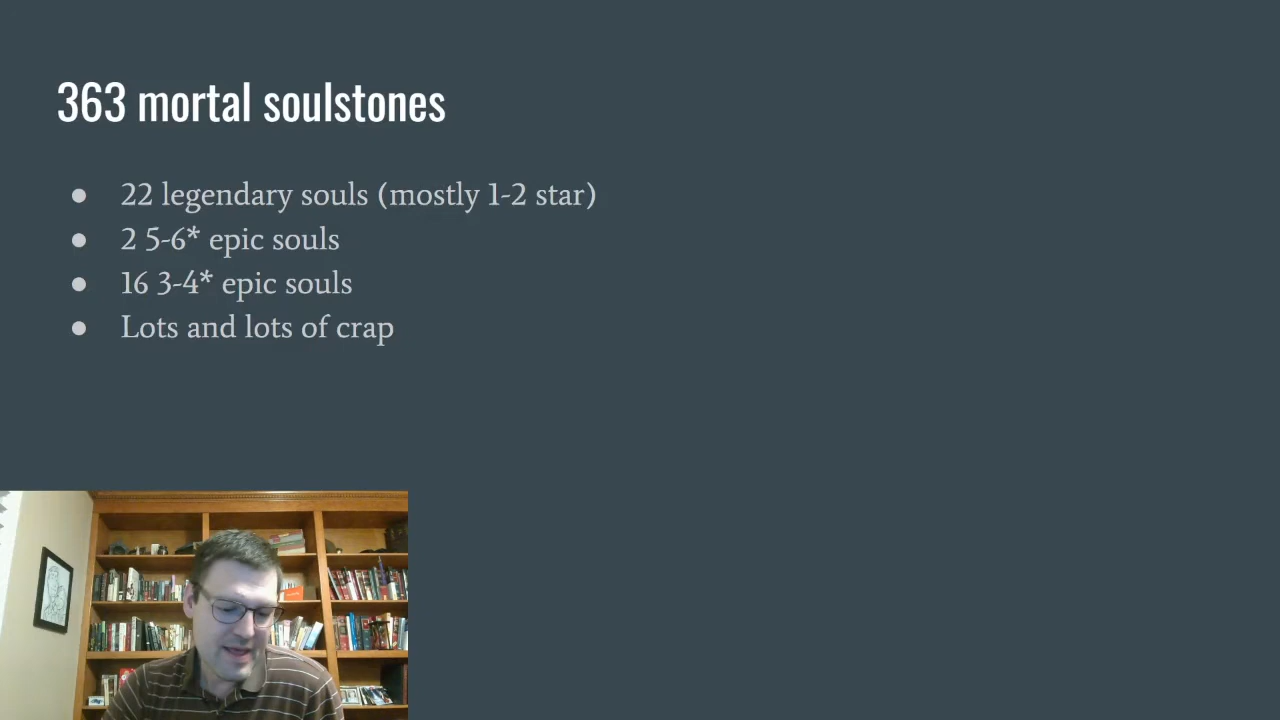 363 mortal soulstones
● 22 legendary souls (mostly 1-2 star)
● 2 5-6* epic souls
● 16 3-4* epic souls
● Lots and lots of crap